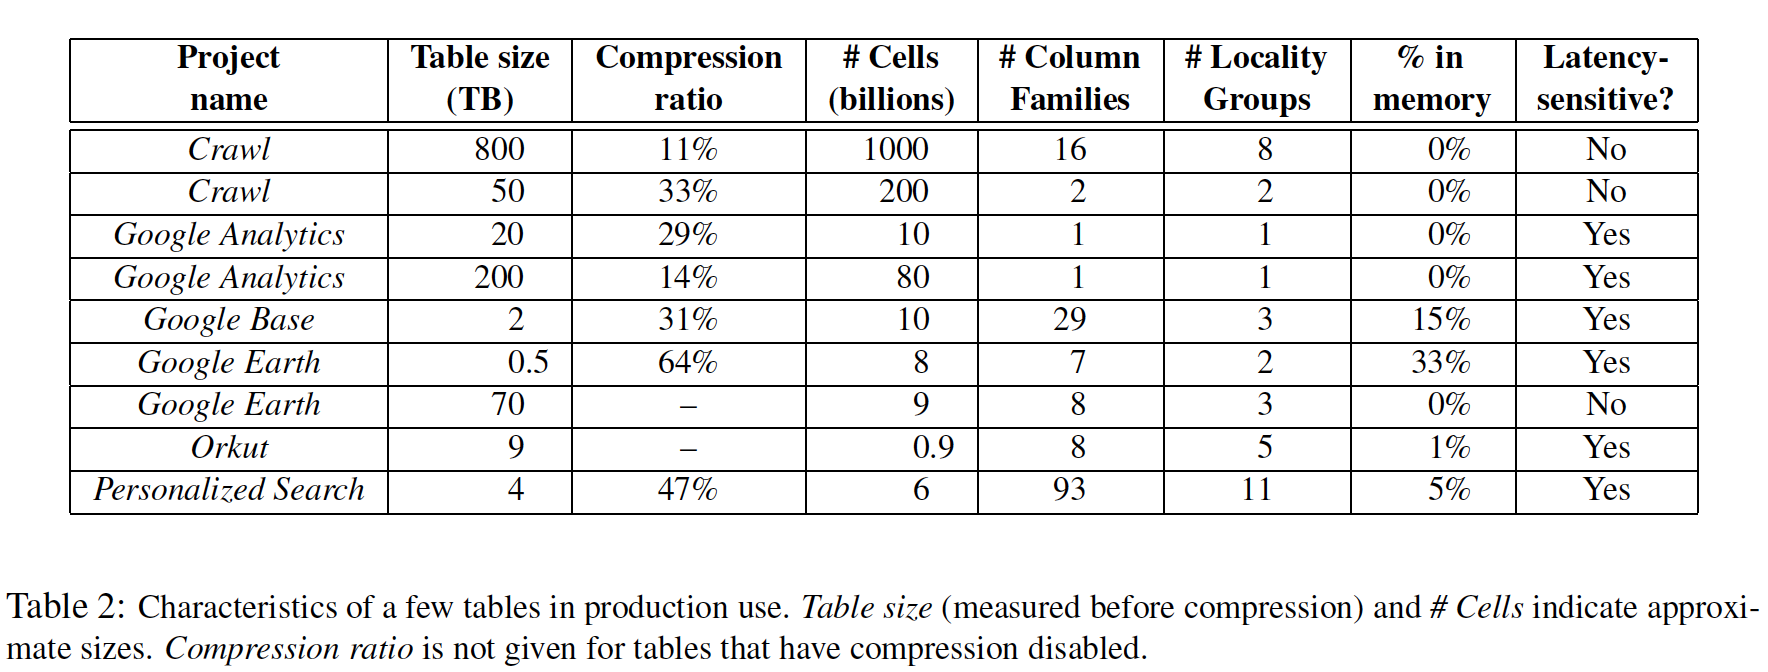 Project name | Table size (TB) | Compression ratio | # Cells (billions) | # Column Families | # Locality Groups | % in memory | Latency-sensitive?
Crawl | 800 | 11% | 1000 | 16 | 8 | 0% | No
Crawl | 50 | 33% | 200 | 2 | 2 | 0% | No
Google Analytics | 20 | 29% | 10 | 1 | 1 | 0% | Yes
Google Analytics | 200 | 14% | 80 | 1 | 1 | 0% | Yes
Google Base | 2 | 31% | 10 | 29 | 3 | 15% | Yes
Google Earth | 0.5 | 64% | 8 | 7 | 2 | 33% | Yes
Google Earth | 70 | – | 9 | 8 | 3 | 0% | No
Orkut | 9 | – | 0.9 | 8 | 5 | 1% | Yes
Personalized Search | 4 | 47% | 6 | 93 | 11 | 5% | Yes
Table 2: Characteristics of a few tables in production use. Table size (measured before compression) and # Cells indicate approxi-
mate sizes. Compression ratio is not given for tables that have compression disabled.